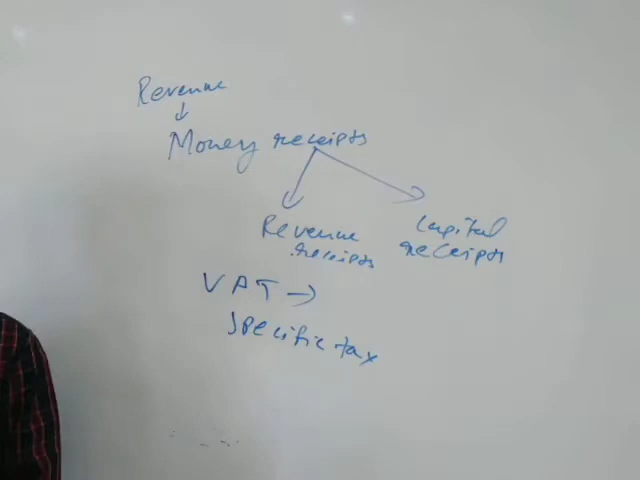 Revenue
↓
Money receipts
Revenue receipts
Capital receipts
VAT →
Specific tax